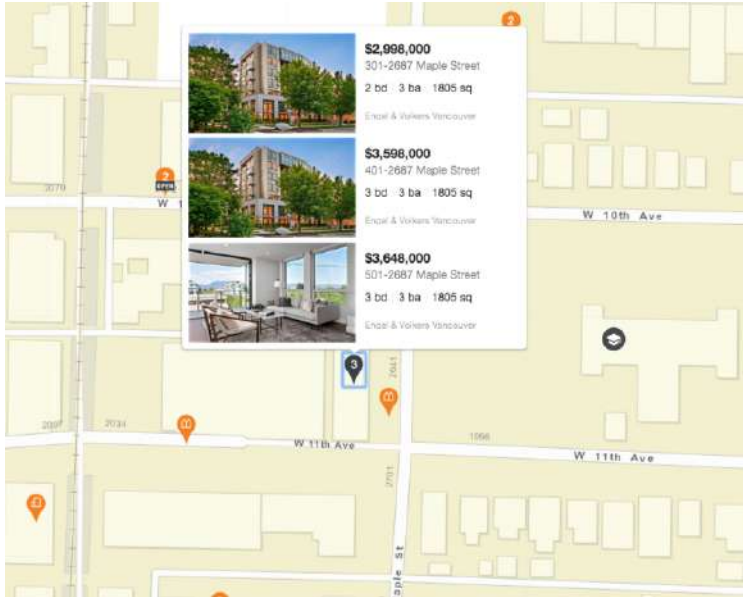 2
$2,998,000
301-2687 Maple Street
2 bd 3 ba 1805 sq
Engel & Volkers Vancouver
$3,598,000
401-2687 Maple Street
3 bd 3 ba 1805 sq
Engel & Volkers Vancouver
$3,648,000
501-2687 Maple Street
3 bd 3 ba 1805 sq
Engel & Volkers Vancouver
2
OPEN
W 1
W 10th Ave
3
2641
2034
W 11th Ave
1998
W 11th Ave
2701
aple St